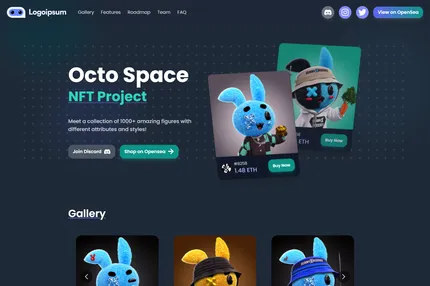 Logoipsum
Gallery Features Roadmap Team FAQ
View on OpenSea
Octo Space
NFT Project
Meet a collection of 1000+ amazing figures with
different attributes and styles!
Join Discord
Shop on Opensea
Buy Now
1.48 ETH
Buy Now
Gallery